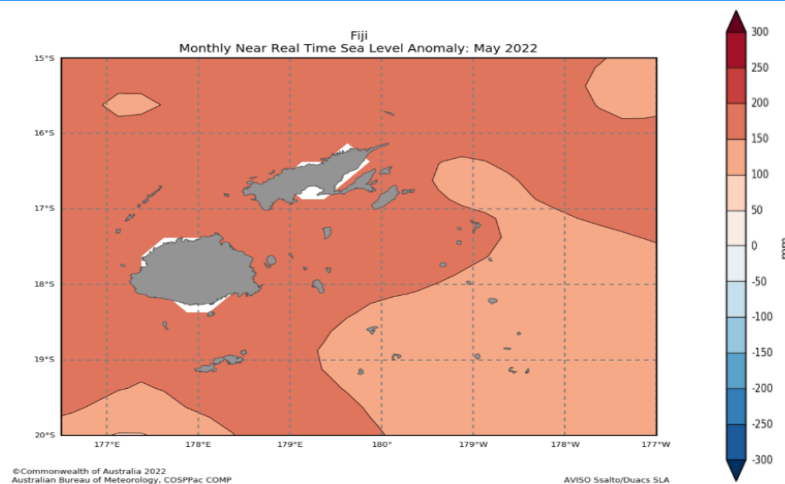 Fiji
Monthly Near Real Time Sea Level Anomaly: May 2022
15°S
16°S
17°S
18°S
19°S
20°S
177°E
178°E
179°E
180°
179°W
178°W
177°W
300
250
200
150
100
50
0
-50
-100
-150
-200
-250
-300
©Commonwealth of Australia 2022
Australian Bureau of Meteorology, COSPPac COMP
AVISO Ssalto/Duacs SLA